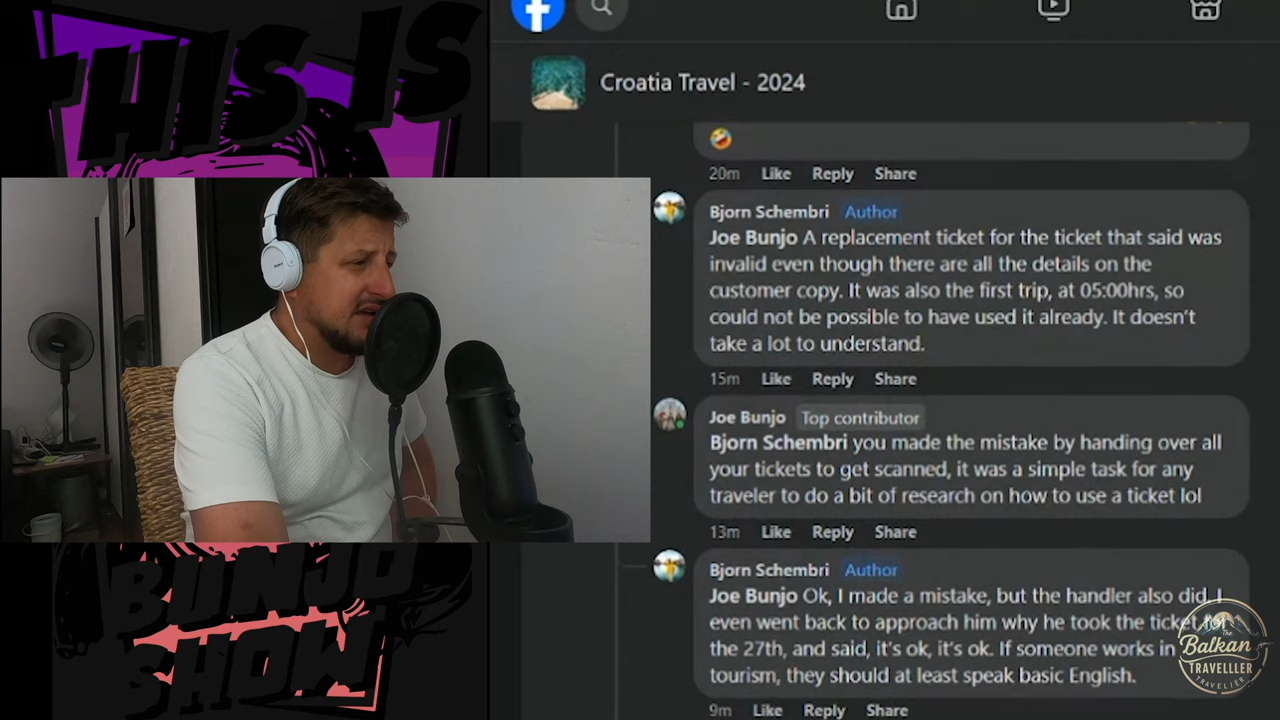 THIS IS
BUNJO
SHOW
Croatia Travel - 2024
20m Like Reply Share
Bjorn Schembri Author
Joe Bunjo A replacement ticket for the ticket that said was
invalid even though there are all the details on the
customer copy. It was also the first trip, at 05:00hrs, so
could not be possible to have used it already. It doesn't
take a lot to understand.
15m Like Reply Share
Joe Bunjo Top contributor
Bjorn Schembri you made the mistake by handing over all
your tickets to get scanned, it was a simple task for any
traveler to do a bit of research on how to use a ticket lol
13m Like Reply Share
Bjorn Schembri Author
Joe Bunjo Ok, I made a mistake, but the handler also did, I
even went back to approach him why he took the ticket for
the 27th, and said, it's ok, it's ok. If someone works in
tourism, they should at least speak basic English.
9m Like Reply Share
The
Balkan
TRAVELLER
TRAVELLER